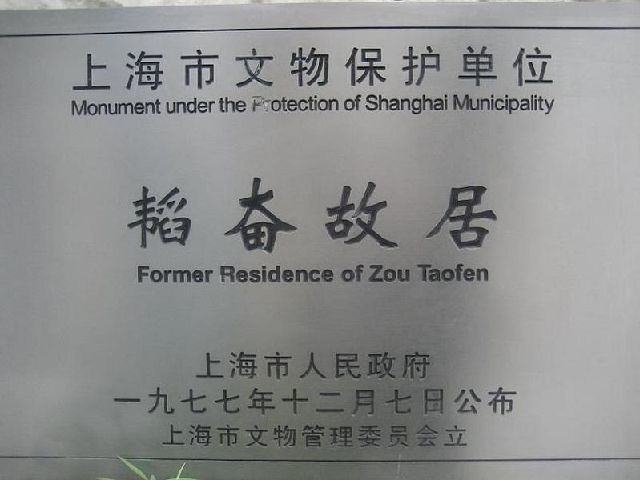 上海市文物保护单位
Monument under the Protection of Shanghai Municipality
韬奋故居
Former Residence of Zou Taofen
上海市人民政府
一九七七年十二月七日公布
上海市文物管理委员会立